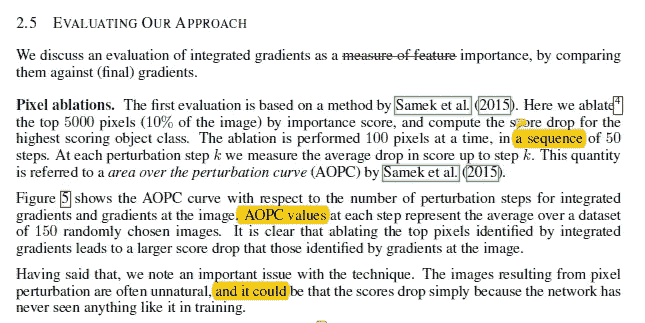 2.5 EVALUATING OUR APPROACH
We discuss an evaluation of integrated gradients as a measure of feature importance, by comparing
them against (final) gradients.
Pixel ablations. The first evaluation is based on a method by Samek et al. (2015). Here we ablate4
the top 5000 pixels (10% of the image) by importance score, and compute the score drop for the
highest scoring object class. The ablation is performed 100 pixels at a time, in a sequence of 50
steps. At each perturbation step k we measure the average drop in score up to step k. This quantity
is referred to a area over the perturbation curve (AOPC) by Samek et al. (2015).
Figure 5 shows the AOPC curve with respect to the number of perturbation steps for integrated
gradients and gradients at the image. AOPC values at each step represent the average over a dataset
of 150 randomly chosen images. It is clear that ablating the top pixels identified by integrated
gradients leads to a larger score drop that those identified by gradients at the image.
Having said that, we note an important issue with the technique. The images resulting from pixel
perturbation are often unnatural, and it could be that the scores drop simply because the network has
never seen anything like it in training.